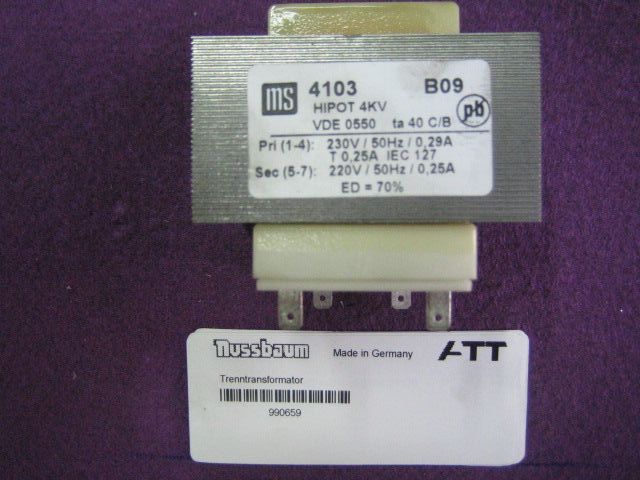 ms 4103 B09
HIPOT 4KV
VDE 0550 ta 40 C/B pb
Pri (1-4): 230V / 50Hz / 0,29A
T 0,25A IEC 127
Sec (5-7): 220V / 50Hz / 0,25A
ED = 70%
Nussbaum Made in Germany ATT
Trenntransformator
990659